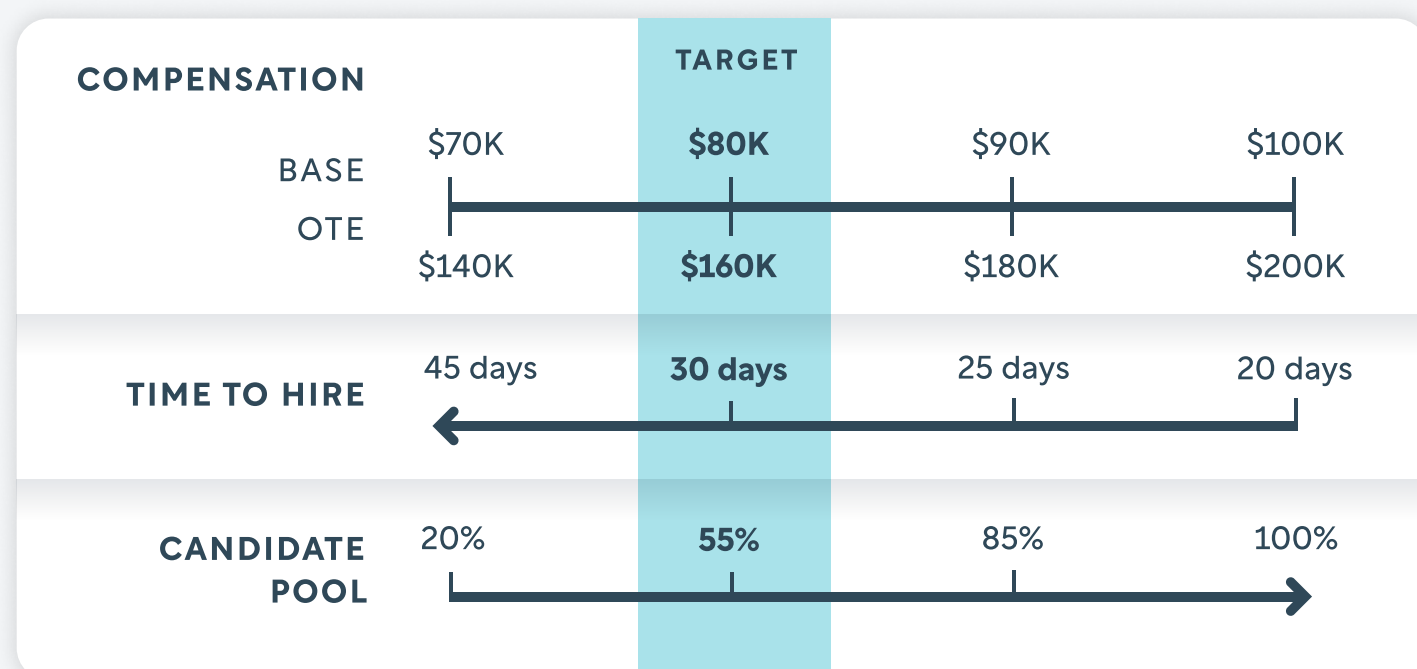 TARGET
COMPENSATION
$70K $80K $90K $100K
BASE
OTE
$140K $160K $180K $200K
45 days 30 days 25 days 20 days
TIME TO HIRE
20% 55% 85% 100%
CANDIDATE
POOL